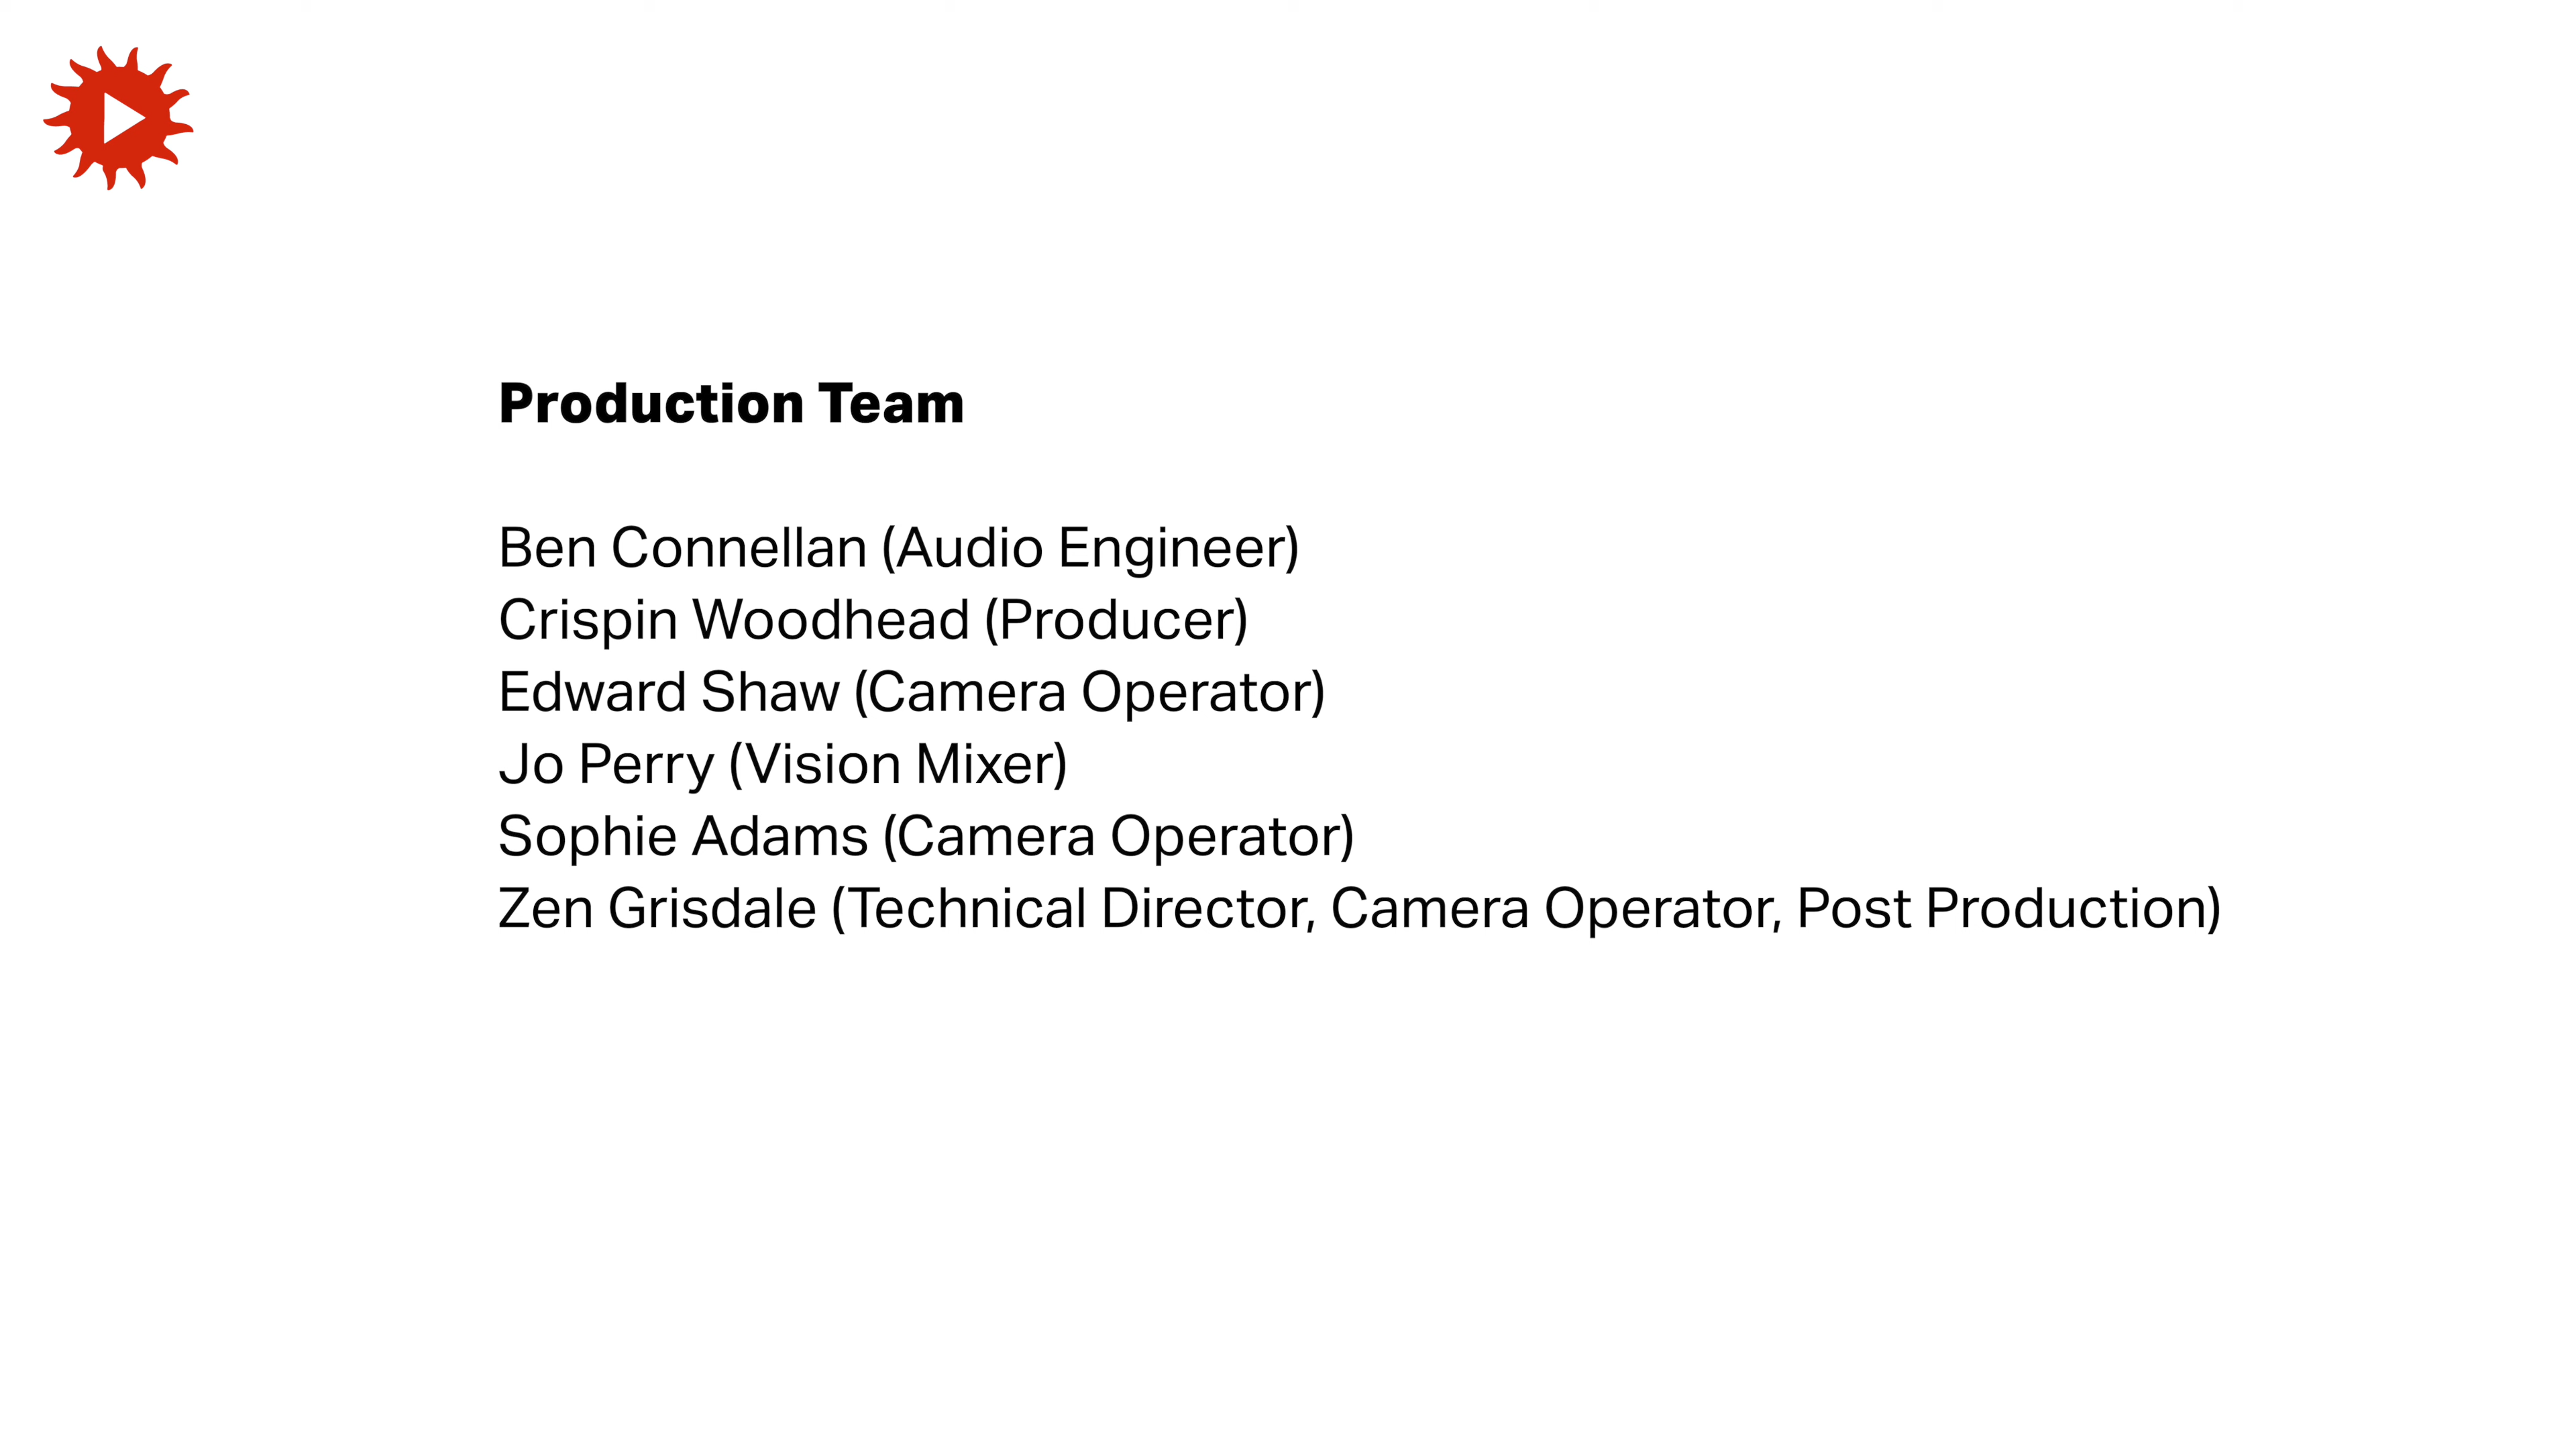 Production Team
Ben Connellan (Audio Engineer)
Crispin Woodhead (Producer)
Edward Shaw (Camera Operator)
Jo Perry (Vision Mixer)
Sophie Adams (Camera Operator)
Zen Grisdale (Technical Director, Camera Operator, Post Production)